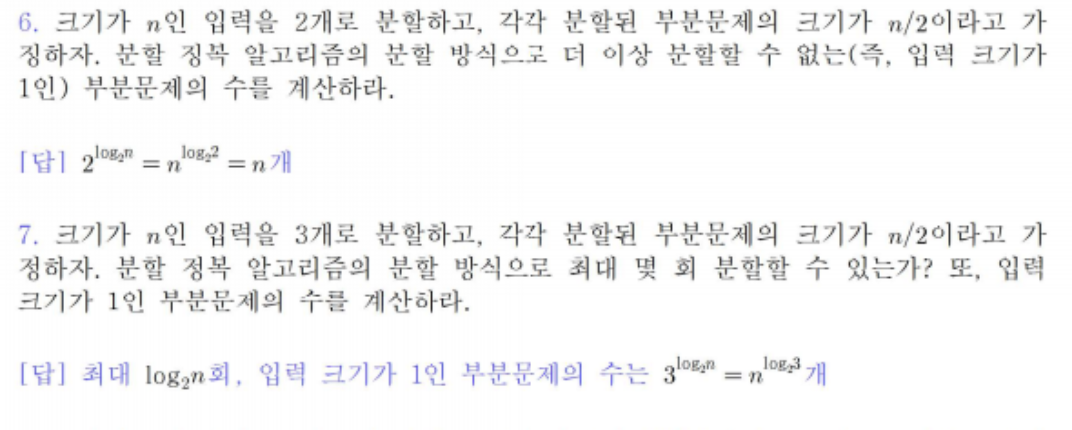 6. 크기가 n인 입력을 2개로 분할하고, 각각 분할된 부분문제의 크기가 n/2이라고 가
정하자. 분할 정복 알고리즘의 분할 방식으로 더 이상 분할할 수 없는(즉, 입력 크기가
1인) 부분문제의 수를 계산하라.
[답] 2^{log_2 n} = n^{log_2 2} = n개
7. 크기가 n인 입력을 3개로 분할하고, 각각 분할된 부분문제의 크기가 n/2이라고 가
정하자. 분할 정복 알고리즘의 분할 방식으로 최대 몇 회 분할할 수 있는가? 또, 입력
크기가 1인 부분문제의 수를 계산하라.
[답] 최대 log_2 n회, 입력 크기가 1인 부분문제의 수는 3^{log_2 n} = n^{log_2 3}개